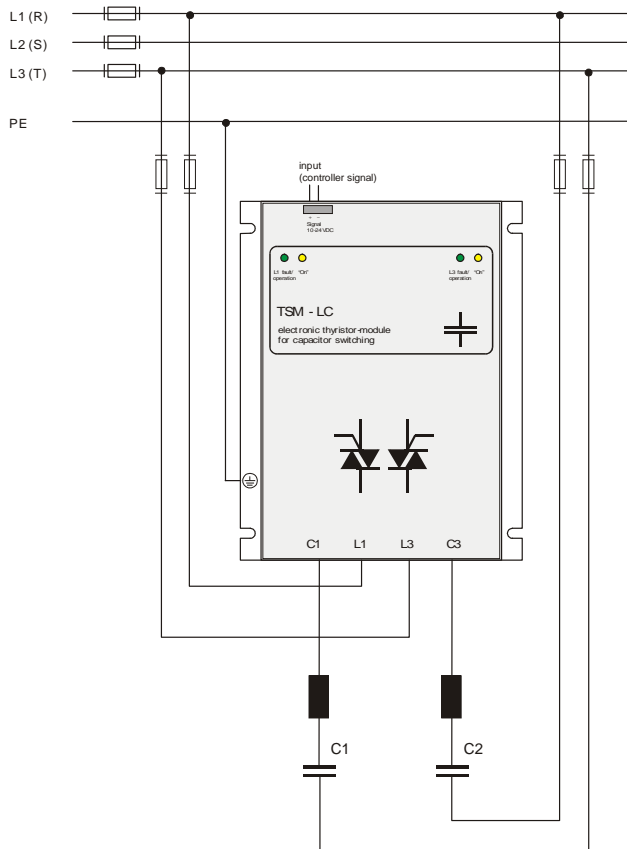 L1 (R)
L2 (S)
L3 (T)
PE
input
(controller signal)
+ -
Signal
10-24VDC
L1 fault/ "On"
operation
L3 fault/ "On"
operation
TSM - LC
electronic thyristor-module
for capacitor switching
C1 L1 L3 C3
C1 C2